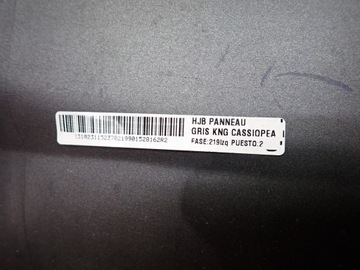 HJB PANNEAU
GRIS KNG CASSIOPEA
FASE:219Izq PUESTO.2